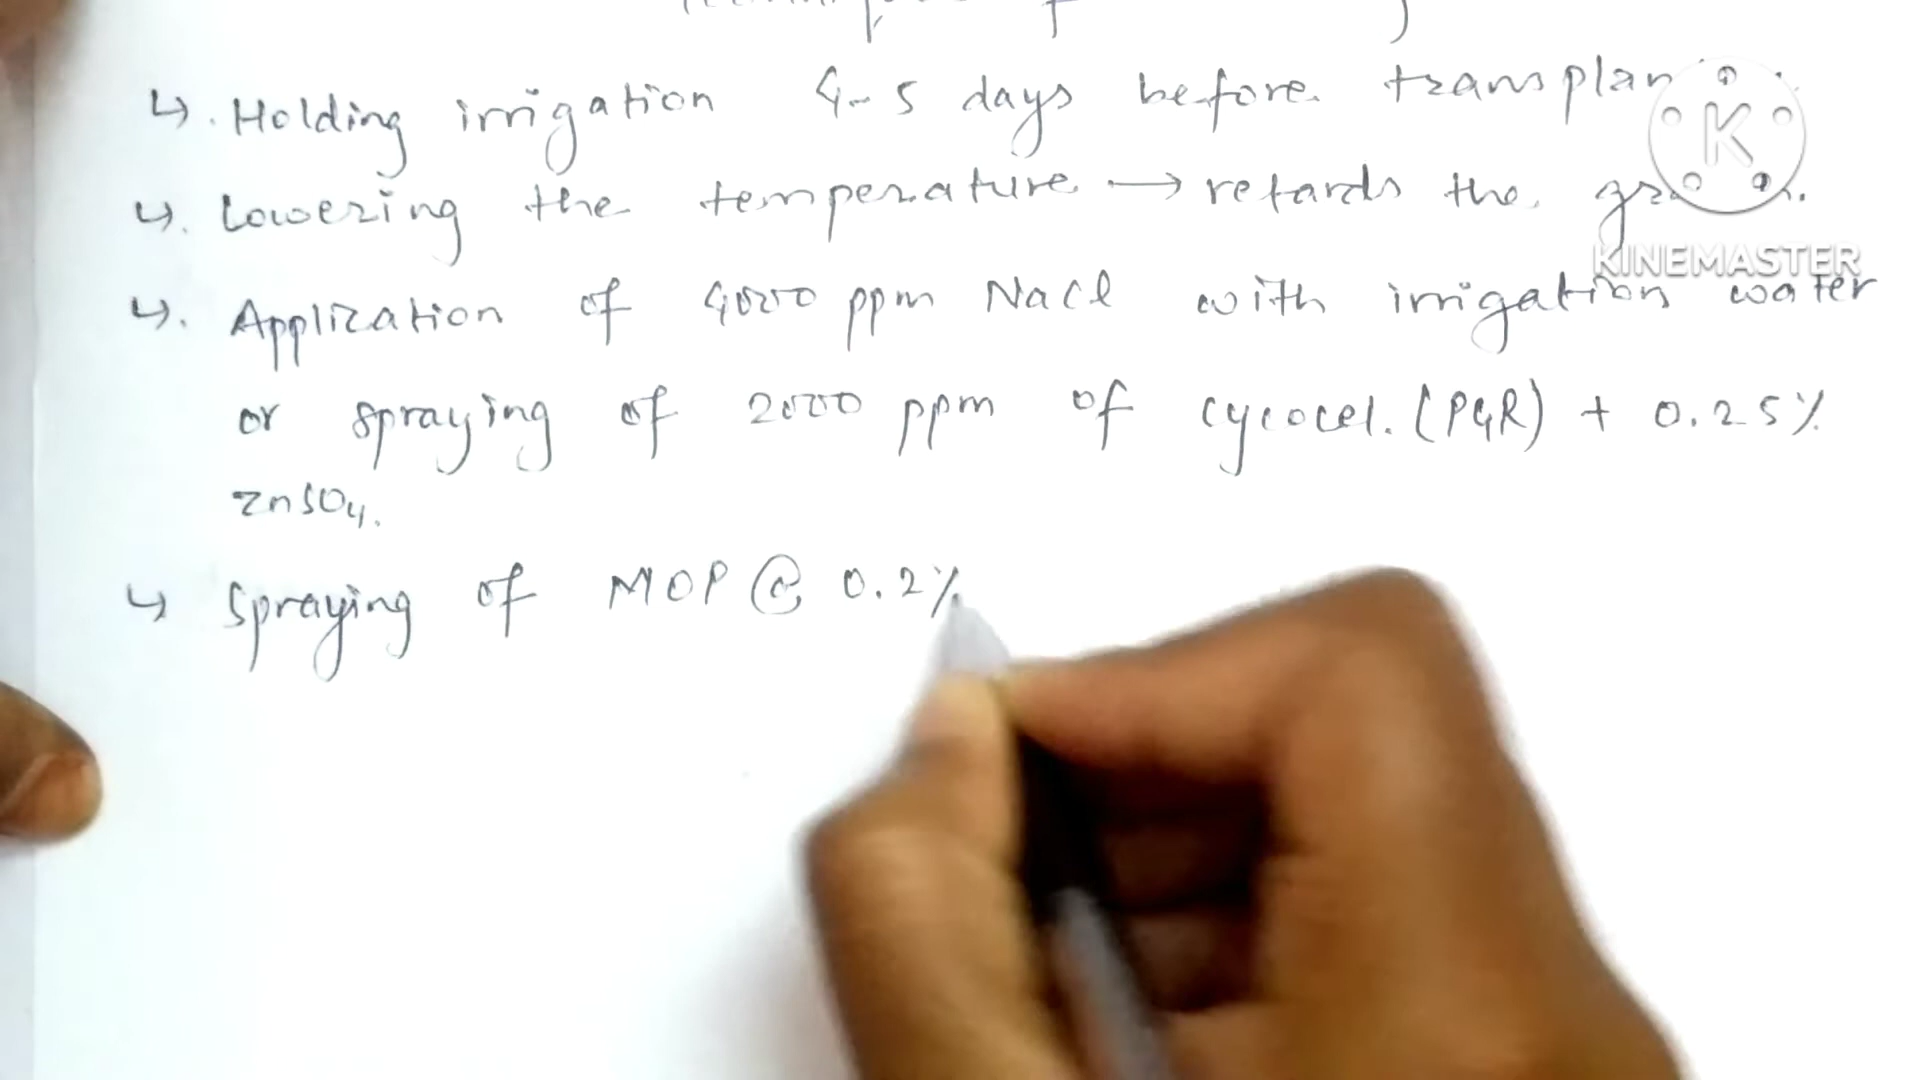 ↳. Holding irrigation 4-5 days before
↳. Lowering the temperature → retards the
↳. Application of 4000 ppm NaCl with irrigation water
or spraying of 2000 ppm of cycocel. (PGR) + 0.25%
ZnSO4.
↳ Spraying of MOP @ 0.2%
K
KINEMASTER